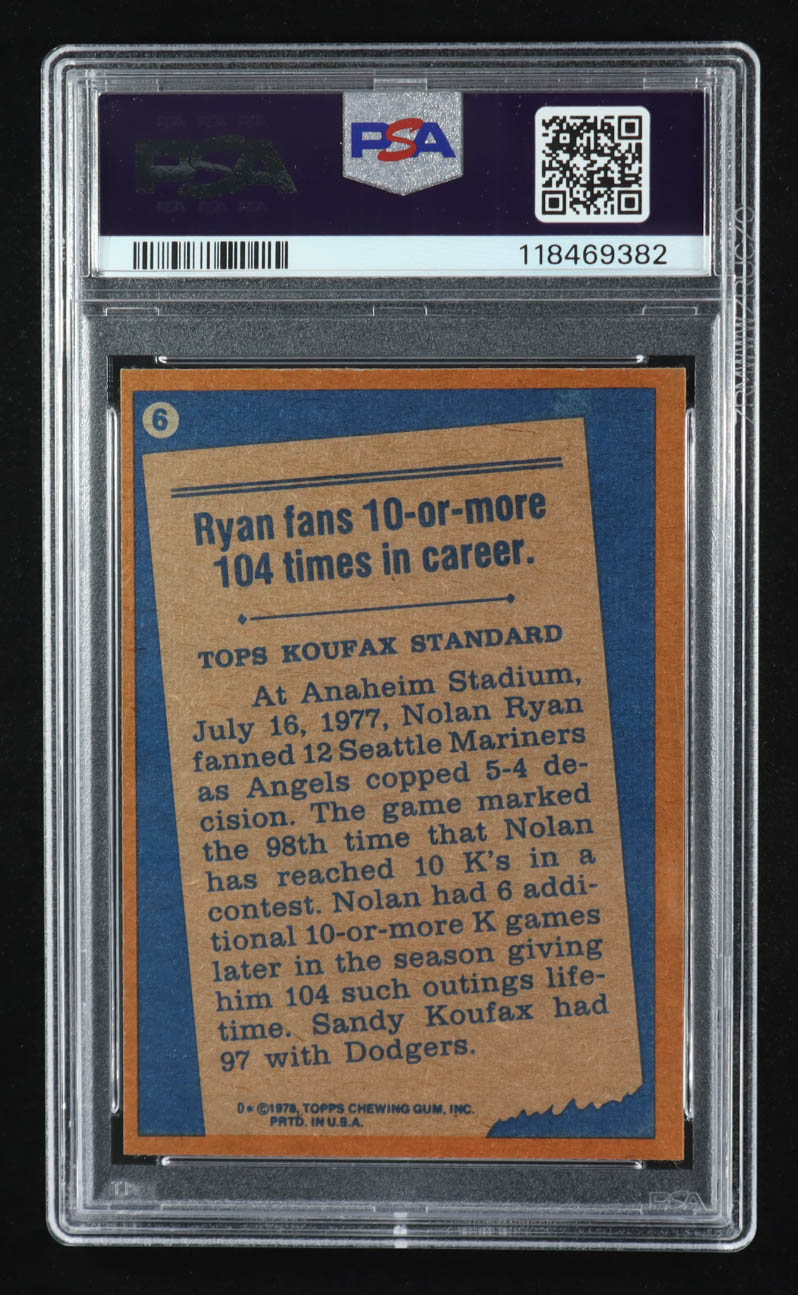 PSA
PSA
118469382
6
Ryan fans 10-or-more
104 times in career.
TOPS KOUFAX STANDARD
At Anaheim Stadium,
July 16, 1977, Nolan Ryan
fanned 12 Seattle Mariners
as Angels copped 5-4 de-
cision. The game marked
the 98th time that Nolan
has reached 10 K's in a
contest. Nolan had 6 addi-
tional 10-or-more K games
later in the season giving
him 104 such outings life-
time. Sandy Koufax had
97 with Dodgers.
D* ©1978, TOPPS CHEWING GUM, INC.
PRTD. IN U.S.A.
PSA